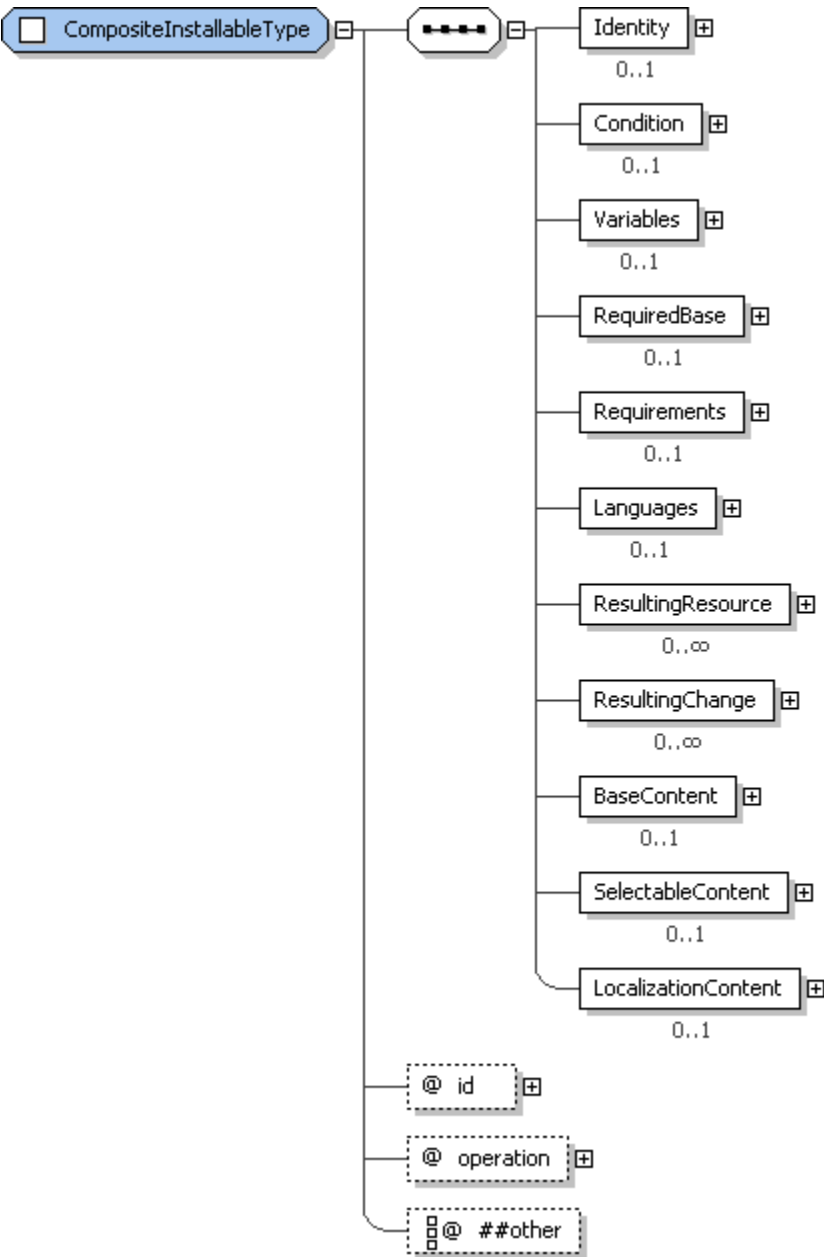 CompositeInstallableType
Identity
0..1
Condition
0..1
Variables
0..1
RequiredBase
0..1
Requirements
0..1
Languages
0..1
ResultingResource
0..∞
ResultingChange
0..∞
BaseContent
0..1
SelectableContent
0..1
LocalizationContent
0..1
@ id
@ operation
@ ##other